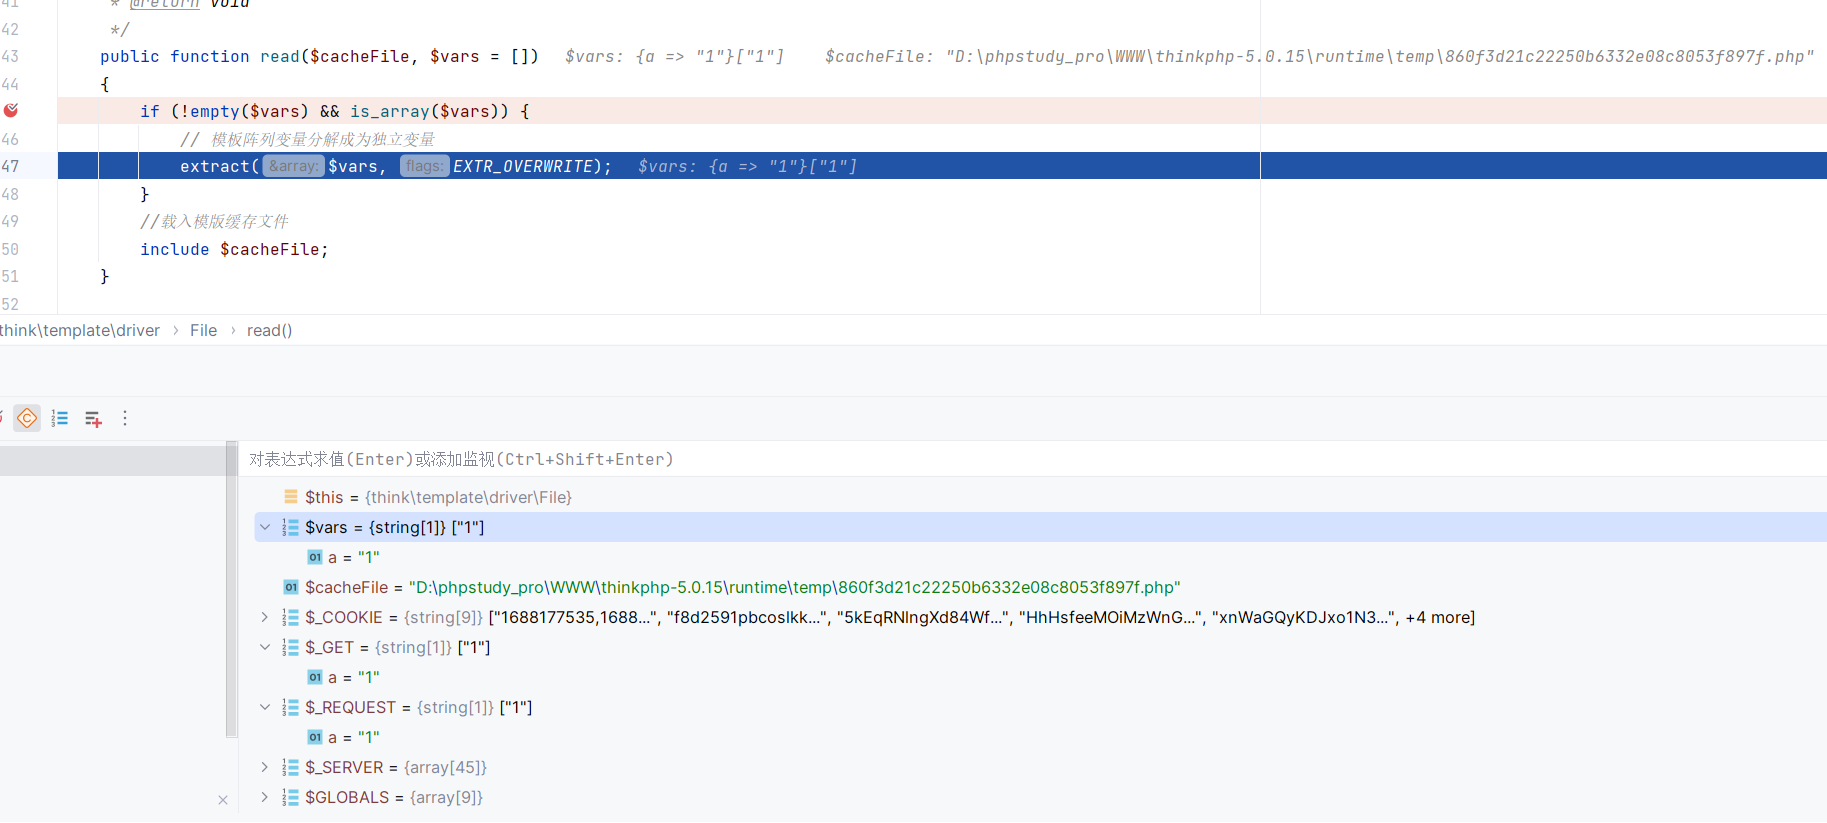 41 * @return void
42 */
43 public function read($cacheFile, $vars = []) $vars: {a => "1"}["1"] $cacheFile: "D:\phpstudy_pro\WWW\thinkphp-5.0.15\runtime\temp\860f3d21c22250b6332e08c8053f897f.php"
44 {
if (!empty($vars) && is_array($vars)) {
46 // 模板阵列变量分解成为独立变量
47 extract(&array: $vars, flags: EXTR_OVERWRITE); $vars: {a => "1"}["1"]
48 }
49 //载入模版缓存文件
50 include $cacheFile;
51 }
52
think\template\driver › File › read()
对表达式求值(Enter)或添加监视(Ctrl+Shift+Enter)
$this = {think\template\driver\File}
$vars = {string[1]} ["1"]
01 a = "1"
01 $cacheFile = "D:\phpstudy_pro\WWW\thinkphp-5.0.15\runtime\temp\860f3d21c22250b6332e08c8053f897f.php"
$_COOKIE = {string[9]} ["1688177535,1688...", "f8d2591pbcoslkk...", "5kEqRNlngXd84Wf...", "HhHsfeeMOiMzWnG...", "xnWaGQyKDJxo1N3...", +4 more]
$_GET = {string[1]} ["1"]
01 a = "1"
$_REQUEST = {string[1]} ["1"]
01 a = "1"
$_SERVER = {array[45]}
$GLOBALS = {array[9]}